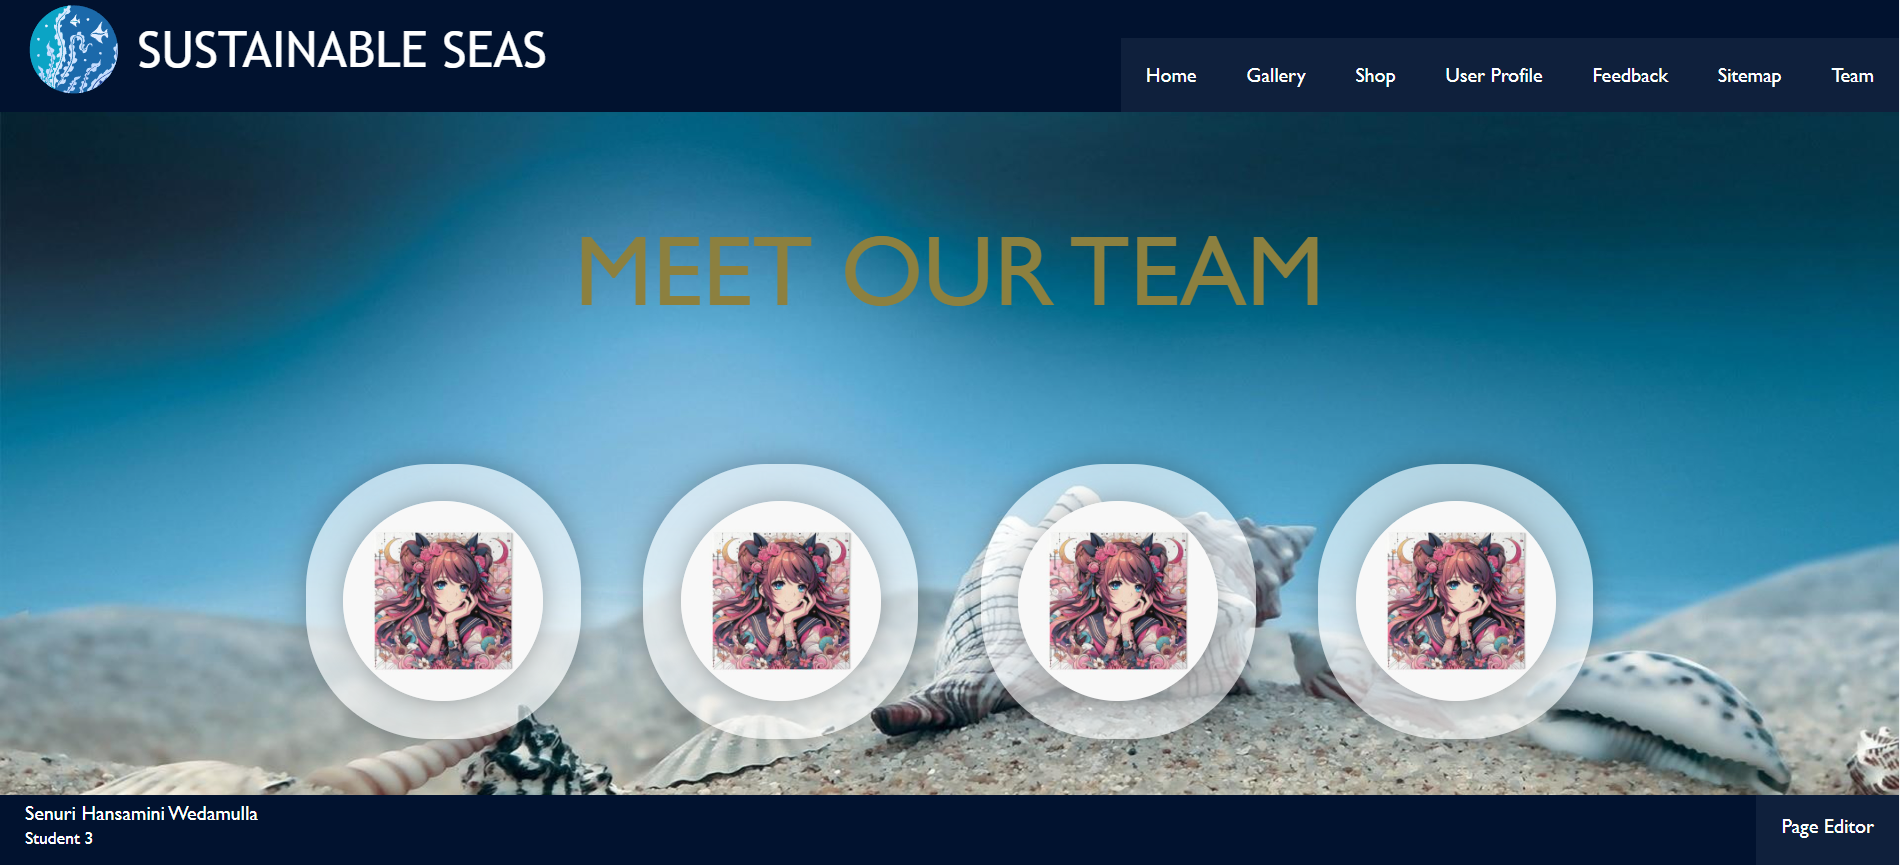 SUSTAINABLE SEAS
Home Gallery Shop User Profile Feedback Sitemap Team
MEET OUR TEAM
Senuri Hansamini Wedamulla
Student 3
Page Editor